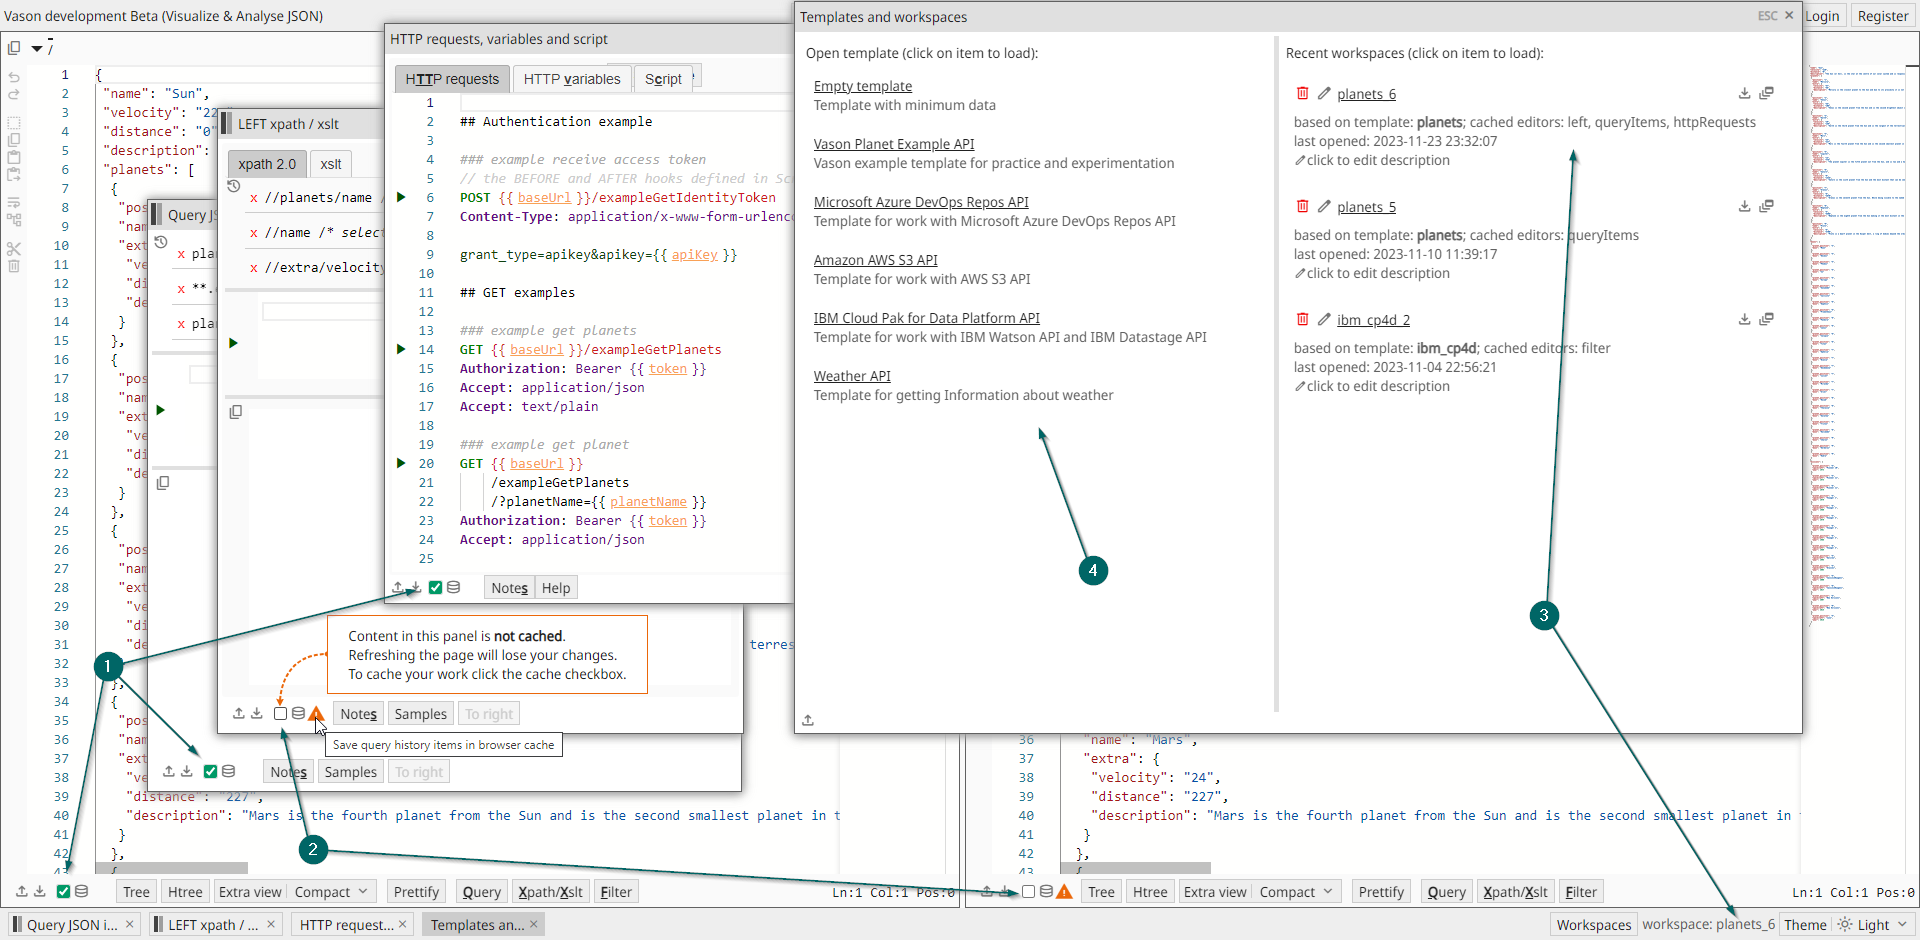 Vason development Beta (Visualize & Analyse JSON)
Login
Register
/
1 {
2 "name": "Sun",
3 "velocity": "22
4 "distance": "0"
5 "description":
6 "planets": [
7 {
8 "pos
9 "nam
10 "ext
11 "ve
12 "di
13 "de
14 }
15 },
16 {
17 "pos
18 "nam
19 "ext
20 "ve
21 "di
22 "de
23 }
24 },
25 {
26 "pos
27 "nam
28 "ext
29 "ve
30 "di
31 "de
terres
32
33 },
34 {
35 "pos
36 "nam
37 "ext
38 "ve
39 "distance": "227",
40 "description": "Mars is the fourth planet from the Sun and is the second smallest planet in t
41 }
42 },
43 {
Query JS
x plan
x **.
x plan
Notes
Samples
To right
LEFT xpath / xslt
xpath 2.0
xslt
x //planets/name /
x //name /* select
x //extra/velocity
Content in this panel is not cached.
Refreshing the page will lose your changes.
To cache your work click the cache checkbox.
Notes
Samples
To right
Save query history items in browser cache
HTTP requests, variables and script
HTTP requests
HTTP variables
Script
1
2 ## Authentication example
3
4 ### example receive access token
5 // the BEFORE and AFTER hooks defined in Sc
6 POST {{ baseUrl }}/exampleGetIdentityToken
7 Content-Type: application/x-www-form-urlenco
8
9 grant_type=apikey&apikey={{ apiKey }}
10
11 ## GET examples
12
13 ### example get planets
14 GET {{ baseUrl }}/exampleGetPlanets
15 Authorization: Bearer {{ token }}
16 Accept: application/json
17 Accept: text/plain
18
19 ### example get planet
20 GET {{ baseUrl }}
21 /exampleGetPlanets
22 /?planetName={{ planetName }}
23 Authorization: Bearer {{ token }}
24 Accept: application/json
25
Notes
Help
Templates and workspaces
ESC ×
Open template (click on item to load):
Empty template
Template with minimum data
Vason Planet Example API
Vason example template for practice and experimentation
Microsoft Azure DevOps Repos API
Template for work with Microsoft Azure DevOps Repos API
Amazon AWS S3 API
Template for work with AWS S3 API
IBM Cloud Pak for Data Platform API
Template for work with IBM Watson API and IBM Datastage API
Weather API
Template for getting Information about weather
Recent workspaces (click on item to load):
planets_6
based on template: planets; cached editors: left, queryItems, httpRequests
last opened: 2023-11-23 23:32:07
click to edit description
planets_5
based on template: planets; cached editors: queryItems
last opened: 2023-11-10 11:39:17
click to edit description
ibm_cp4d_2
based on template: ibm_cp4d; cached editors: filter
last opened: 2023-11-04 22:56:21
click to edit description
1
2
3
4
36 "name": "Mars",
37 "extra": {
38 "velocity": "24",
39 "distance": "227",
40 "description": "Mars is the fourth planet from the Sun and is the second smallest planet in
41 }
42 },
43 {
Tree
Htree
Extra view
Compact
Prettify
Query
Xpath/Xslt
Filter
Ln:1 Col:1 Pos:0
Tree
Htree
Extra view
Compact
Prettify
Query
Xpath/Xslt
Filter
Ln:1 Col:1 Pos:0
Query JSON i... ×
LEFT xpath / ... ×
HTTP request... ×
Templates an... ×
Workspaces
workspace: planets_6
Theme
Light